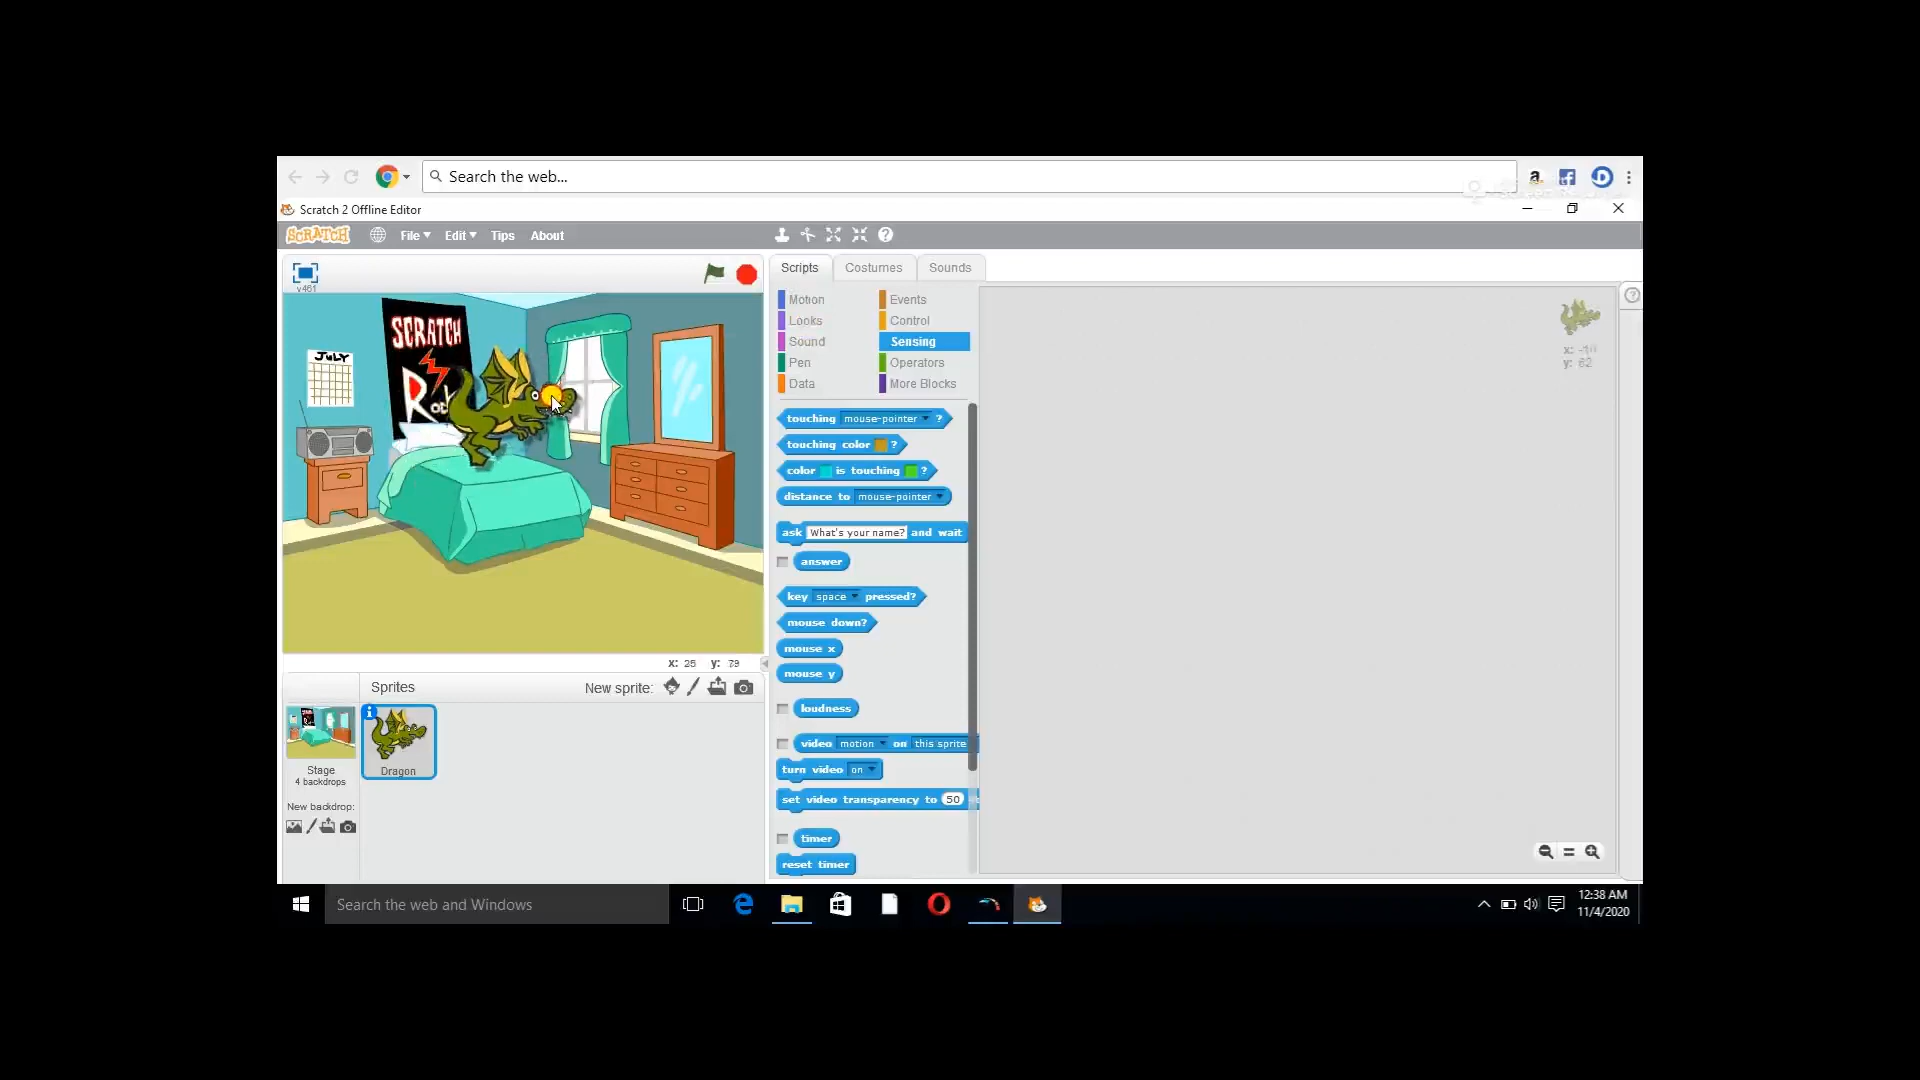 Search the web...
Scratch 2 Offline Editor
SCRATCH
File Edit Tips About
v461
Scripts Costumes Sounds
Motion Events
Looks Control
Sound Sensing
Pen Operators
Data More Blocks
JULY
SCRATCH
x: 25 y: 79
touching mouse-pointer ?
touching color ?
color is touching ?
distance to mouse-pointer
ask What's your name? and wait
answer
key space pressed?
mouse down?
mouse x
mouse y
loudness
video motion on this sprite
turn video on
set video transparency to 50
timer
reset timer
y: 62
Sprites
New sprite:
Stage
4 backdrops
New backdrop:
Dragon
Search the web and Windows
12:38 AM
11/4/2020